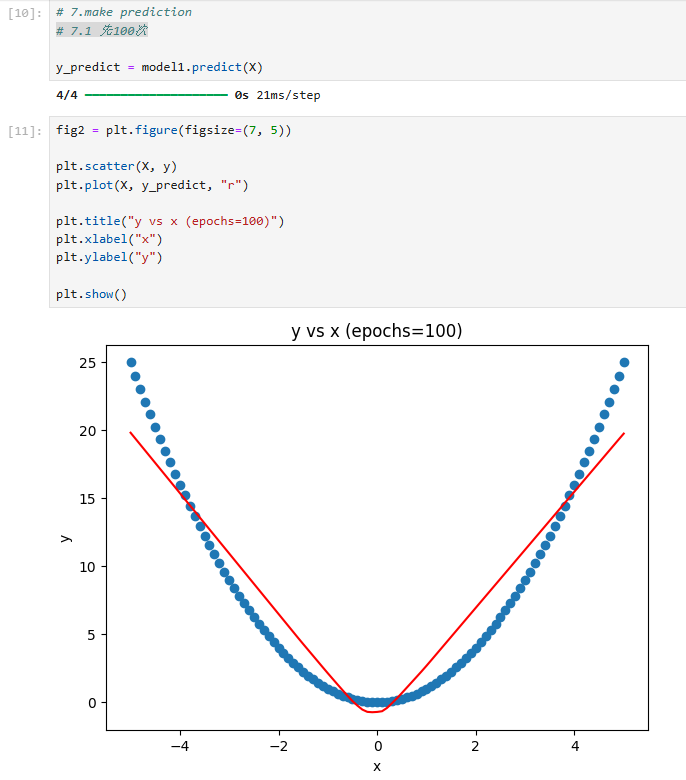 [10]:
# 7.make prediction
# 7.1 先100次
y_predict = model1.predict(X)
4/4 ━━━━━━━━━━━━━━━━━━━━ 0s 21ms/step
[11]:
fig2 = plt.figure(figsize=(7, 5))
plt.scatter(X, y)
plt.plot(X, y_predict, "r")
plt.title("y vs x (epochs=100)")
plt.xlabel("x")
plt.ylabel("y")
plt.show()
y vs x (epochs=100)
25
20
15
10
5
0
y
−4 −2 0 2 4
x